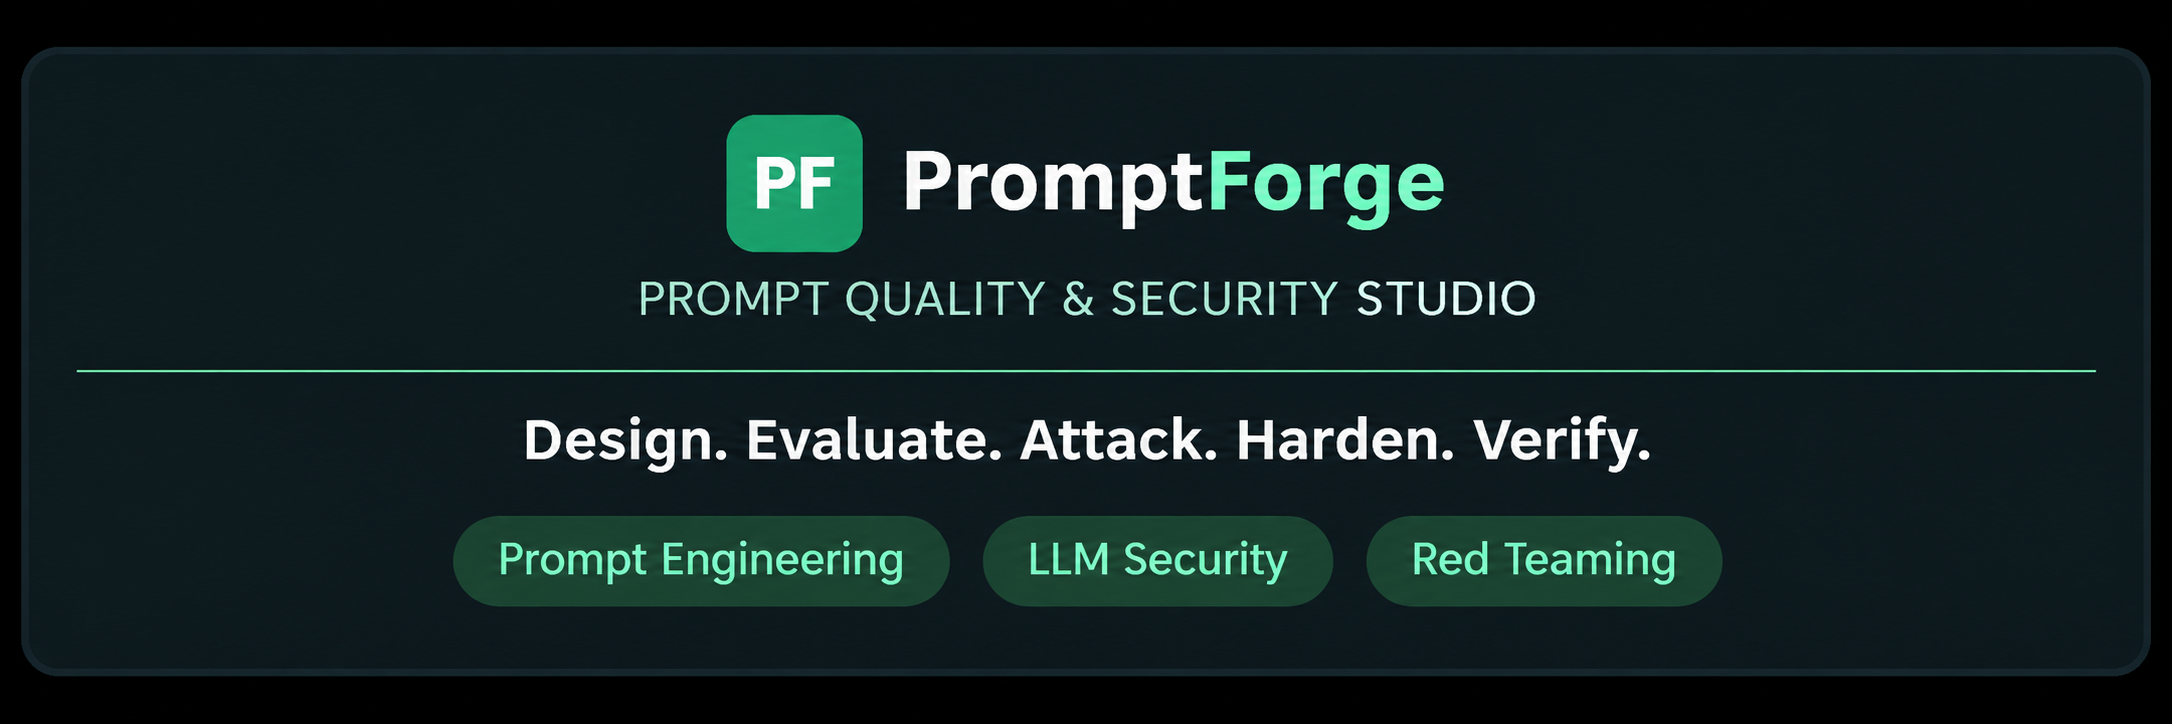 PF PromptForge
PROMPT QUALITY & SECURITY STUDIO
Design. Evaluate. Attack. Harden. Verify.
Prompt Engineering LLM Security Red Teaming